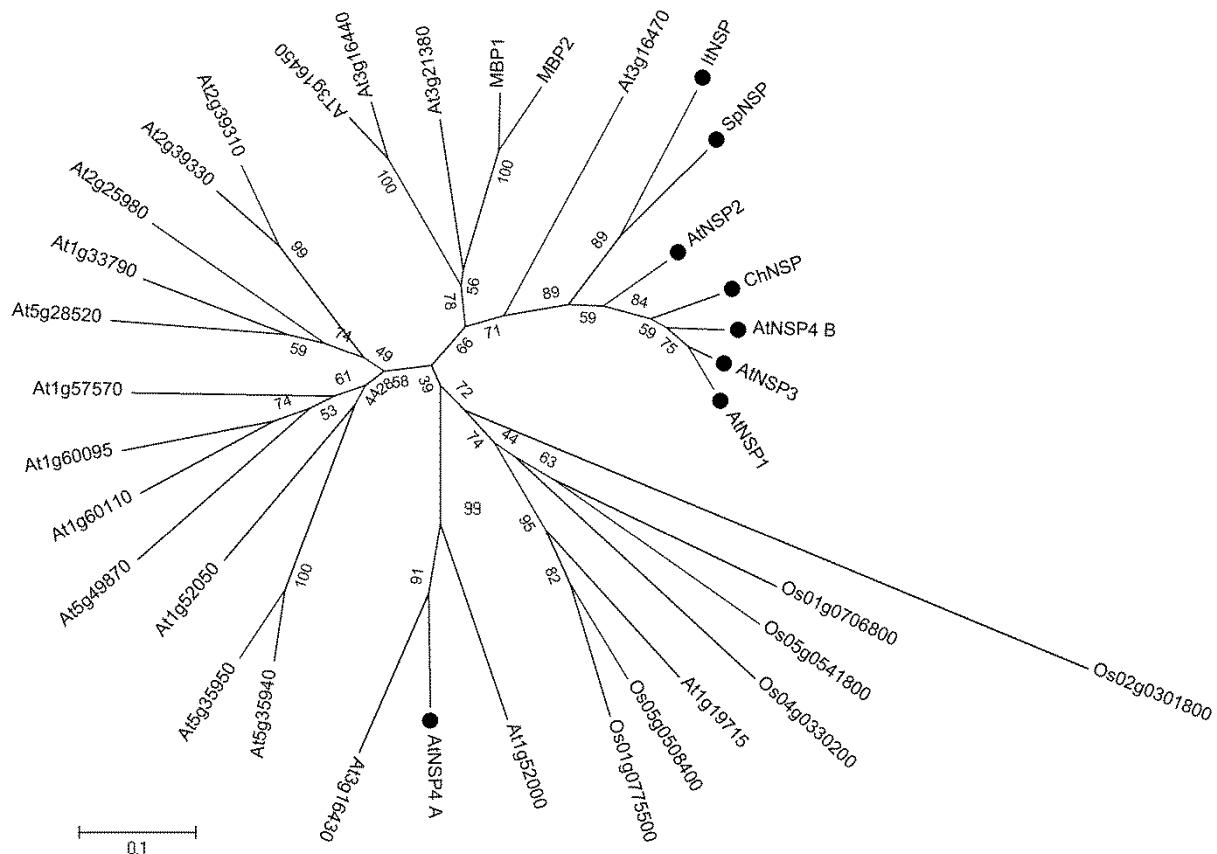 At3g16440
AT3g16450
At3g21380
MBP1
MBP2
At3g16470
ItNSP
SpNSP
AtNSP2
ChNSP
AtNSP4 B
AtNSP3
AtNSP1
At2g39310
At2g39330
At2g25980
At1g33790
At5g28520
At1g57570
At1g60095
At1g60110
At5g49870
At1g52050
At5g35950
At5g35940
At3g16430
AtNSP4 A
At1g52000
Os01g0775500
Os05g0508400
At1g19715
Os04g0330200
Os05g0541800
Os01g0706800
Os02g0301800
100
100
99
56
78
89
89
71
59
84
59
75
66
74
49
59
61
74
53
39
72
74
44
63
99
95
91
82
100
0.1